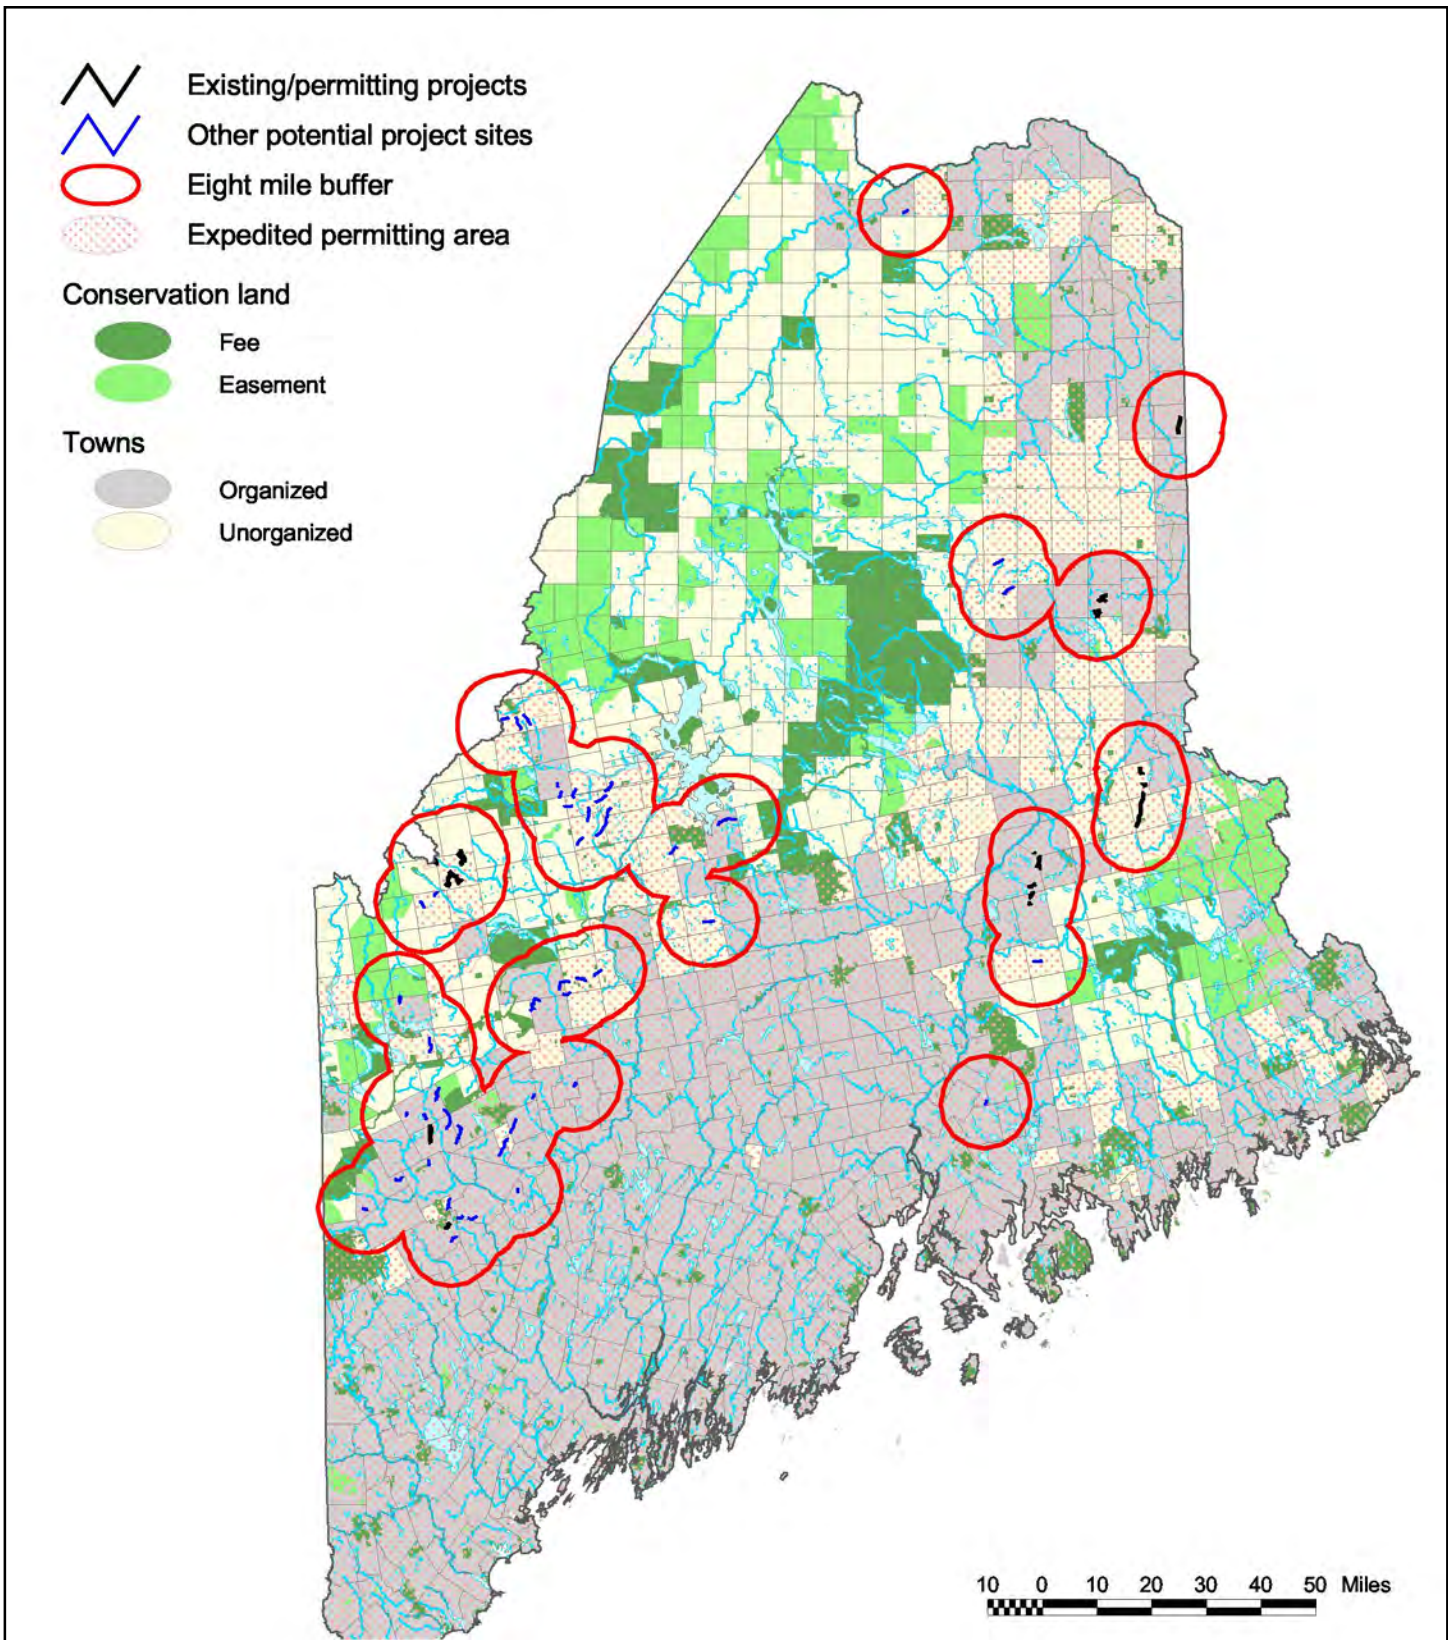 Existing/permitting projects
Other potential project sites
Eight mile buffer
Expedited permitting area
Conservation land
Fee
Easement
Towns
Organized
Unorganized
10 0 10 20 30 40 50 Miles